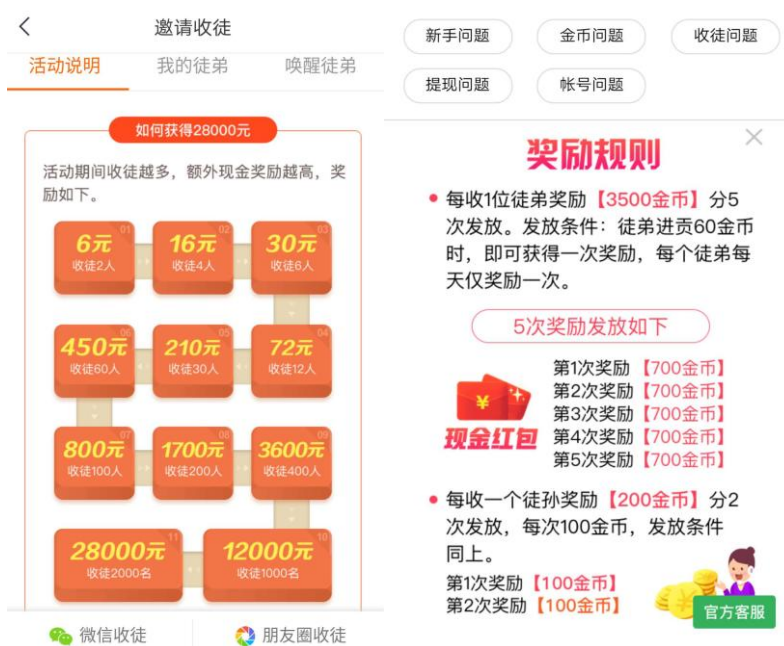 邀请收徒
活动说明
我的徒弟
唤醒徒弟
如何获得28000元
活动期间收徒越多，额外现金奖励越高，奖
励如下。
01
6元
收徒2人
02
16元
收徒4人
03
30元
收徒6人
04
72元
收徒12人
05
210元
收徒30人
06
450元
收徒60人
07
800元
收徒100人
08
1700元
收徒200人
09
3600元
收徒400人
10
12000元
收徒1000名
11
28000元
收徒2000名
微信收徒
朋友圈收徒
新手问题
金币问题
收徒问题
提现问题
帐号问题
奖励规则
每收1位徒弟奖励【3500金币】分5
次发放。发放条件：徒弟进贡60金币
时，即可获得一次奖励，每个徒弟每
天仅奖励一次。
5次奖励发放如下
现金红包
第1次奖励【700金币】
第2次奖励【700金币】
第3次奖励【700金币】
第4次奖励【700金币】
第5次奖励【700金币】
每收一个徒孙奖励【200金币】分2
次发放，每次100金币，发放条件
同上。
第1次奖励【100金币】
第2次奖励【100金币】
官方客服